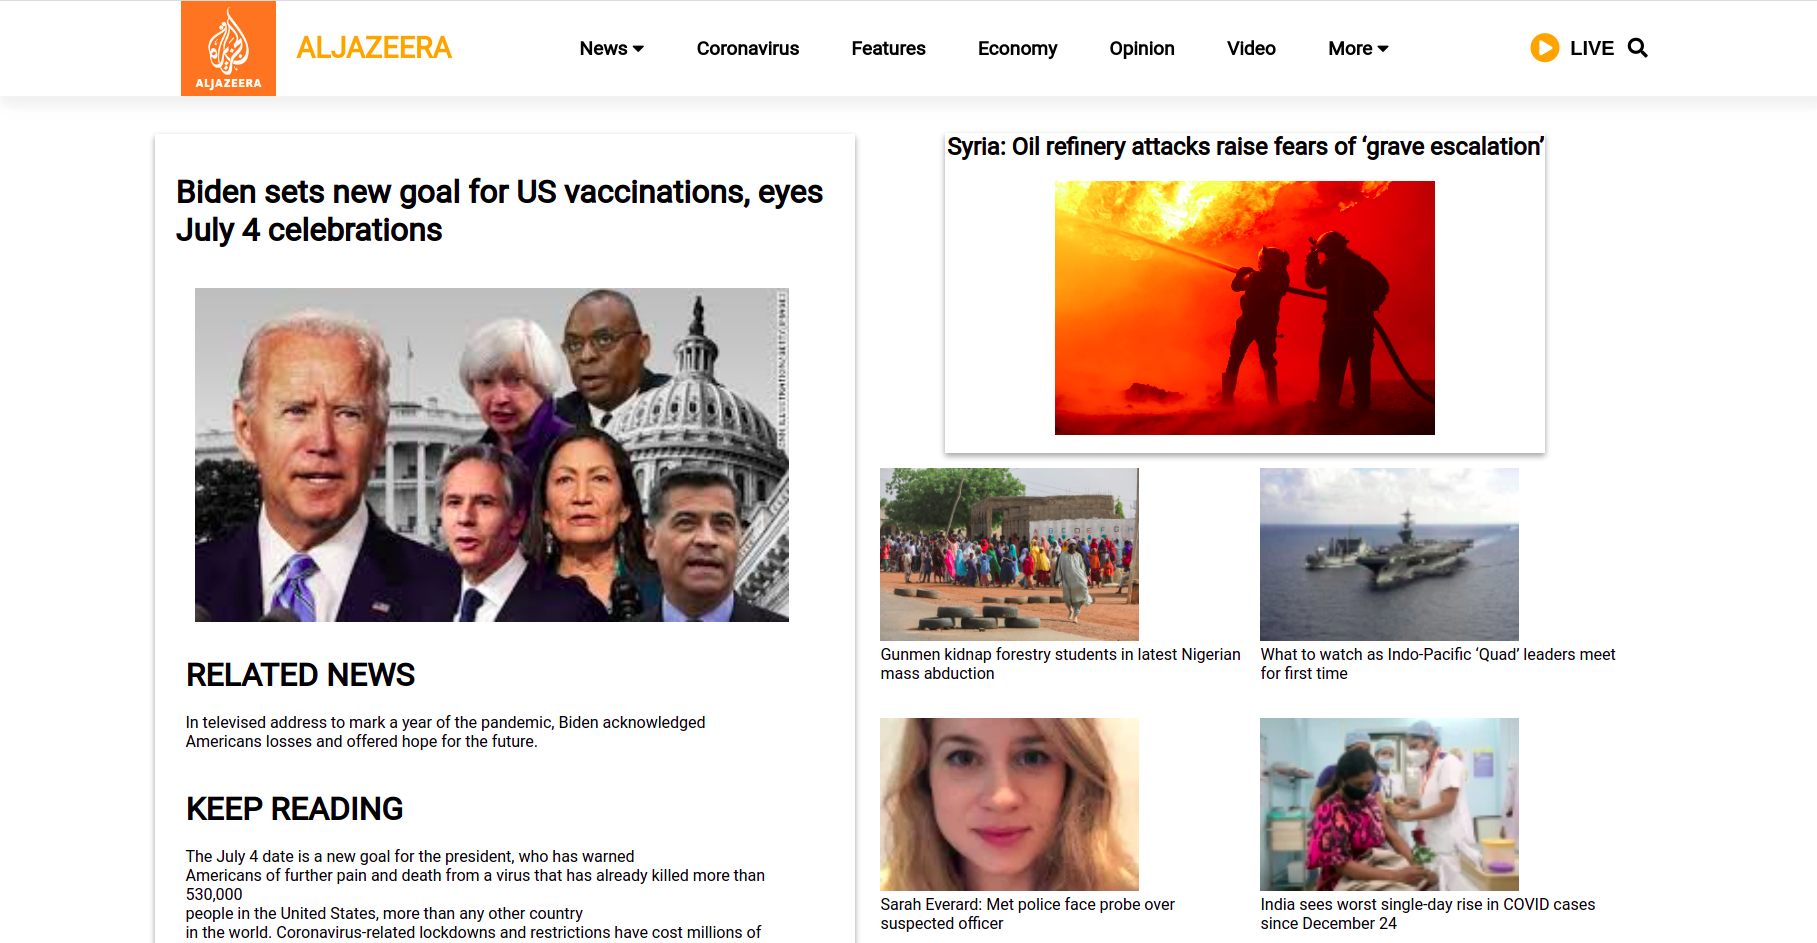 ALJAZEERA
ALJAZEERA
News
Coronavirus
Features
Economy
Opinion
Video
More
LIVE
Biden sets new goal for US vaccinations, eyes
July 4 celebrations
RELATED NEWS
In televised address to mark a year of the pandemic, Biden acknowledged
Americans losses and offered hope for the future.
KEEP READING
The July 4 date is a new goal for the president, who has warned
Americans of further pain and death from a virus that has already killed more than
530,000
people in the United States, more than any other country
in the world. Coronavirus-related lockdowns and restrictions have cost millions of
Syria: Oil refinery attacks raise fears of ‘grave escalation’
A B C D E F G H
Gunmen kidnap forestry students in latest Nigerian
mass abduction
What to watch as Indo-Pacific ‘Quad’ leaders meet
for first time
Sarah Everard: Met police face probe over
suspected officer
India sees worst single-day rise in COVID cases
since December 24